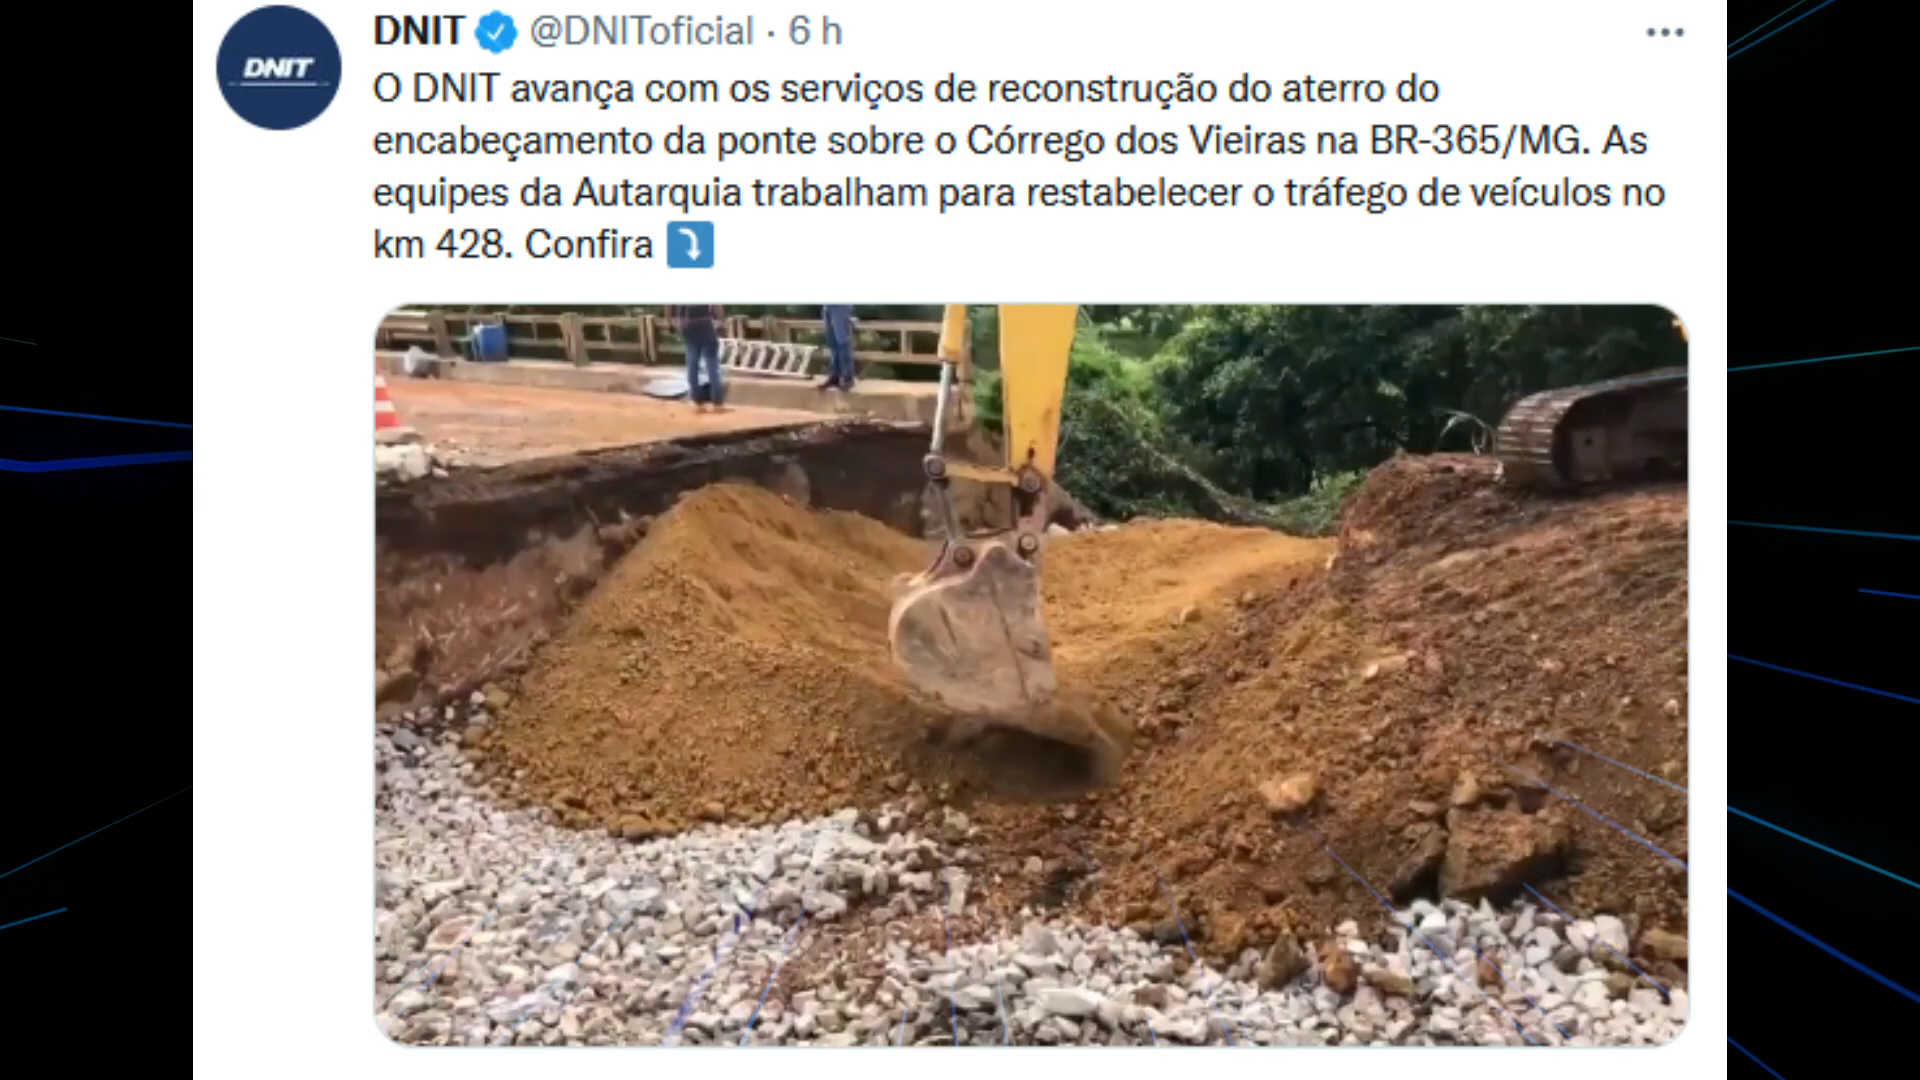 DNIT @DNIToficial · 6 h
DNIT
O DNIT avança com os serviços de reconstrução do aterro do
encabeçamento da ponte sobre o Córrego dos Vieiras na BR-365/MG. As
equipes da Autarquia trabalham para restabelecer o tráfego de veículos no
km 428. Confira ⤵️